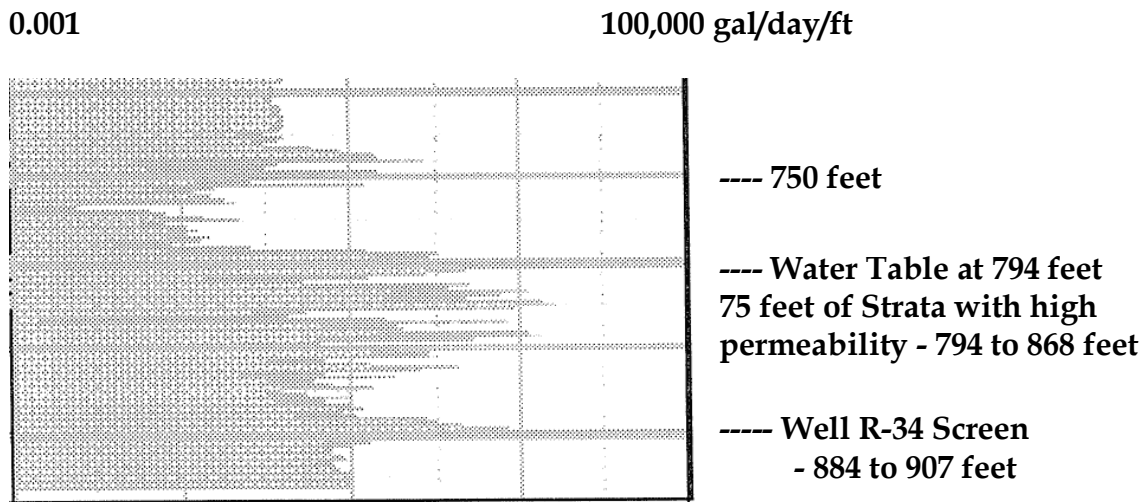 0.001 100,000 gal/day/ft
---- 750 feet
---- Water Table at 794 feet
75 feet of Strata with high
permeability - 794 to 868 feet
----- Well R-34 Screen
- 884 to 907 feet